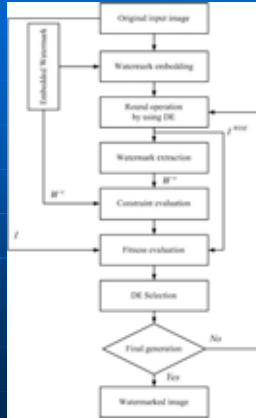 Original input image
Embedded Watermark
Watermark embedding
Round operation
by using DE
Watermark extraction
Constraint evaluation
I
Fitness evaluation
DE Selection
Final generation
No
Yes
Watermarked image